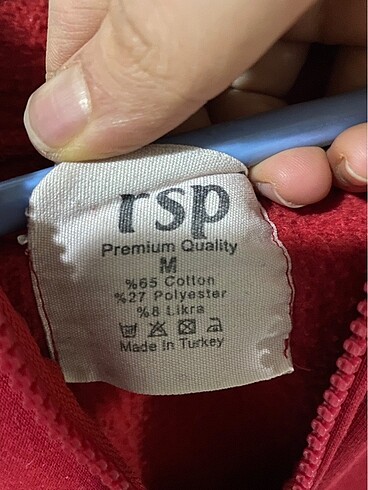 rsp
Premium Quality
M
%65 Cotton
%27 Polyester
%8 Likra
Made In Turkey